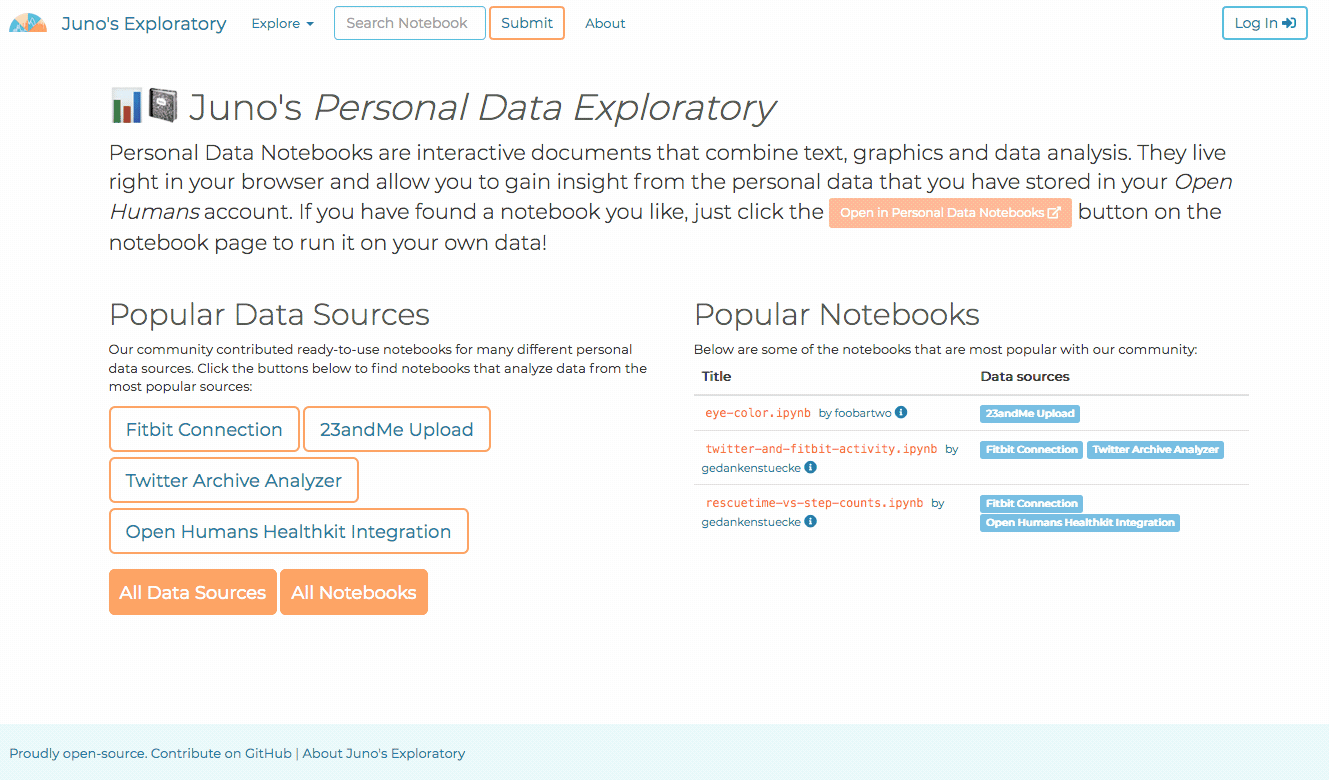 Juno's Exploratory Explore Search Notebook Submit About Log In
Juno's Personal Data Exploratory
Personal Data Notebooks are interactive documents that combine text, graphics and data analysis. They live
right in your browser and allow you to gain insight from the personal data that you have stored in your Open
Humans account. If you have found a notebook you like, just click the Open in Personal Data Notebooks button on the
notebook page to run it on your own data!
Popular Data Sources
Our community contributed ready-to-use notebooks for many different personal
data sources. Click the buttons below to find notebooks that analyze data from the
most popular sources:
Fitbit Connection 23andMe Upload
Twitter Archive Analyzer
Open Humans Healthkit Integration
All Data Sources All Notebooks
Popular Notebooks
Below are some of the notebooks that are most popular with our community:
Title Data sources
eye-color.ipynb by foobartwo 23andMe Upload
twitter-and-fitbit-activity.ipynb by Fitbit Connection Twitter Archive Analyzer
gedankenstuecke
rescuetime-vs-step-counts.ipynb by Fitbit Connection
gedankenstuecke Open Humans Healthkit Integration
Proudly open-source. Contribute on GitHub | About Juno's Exploratory